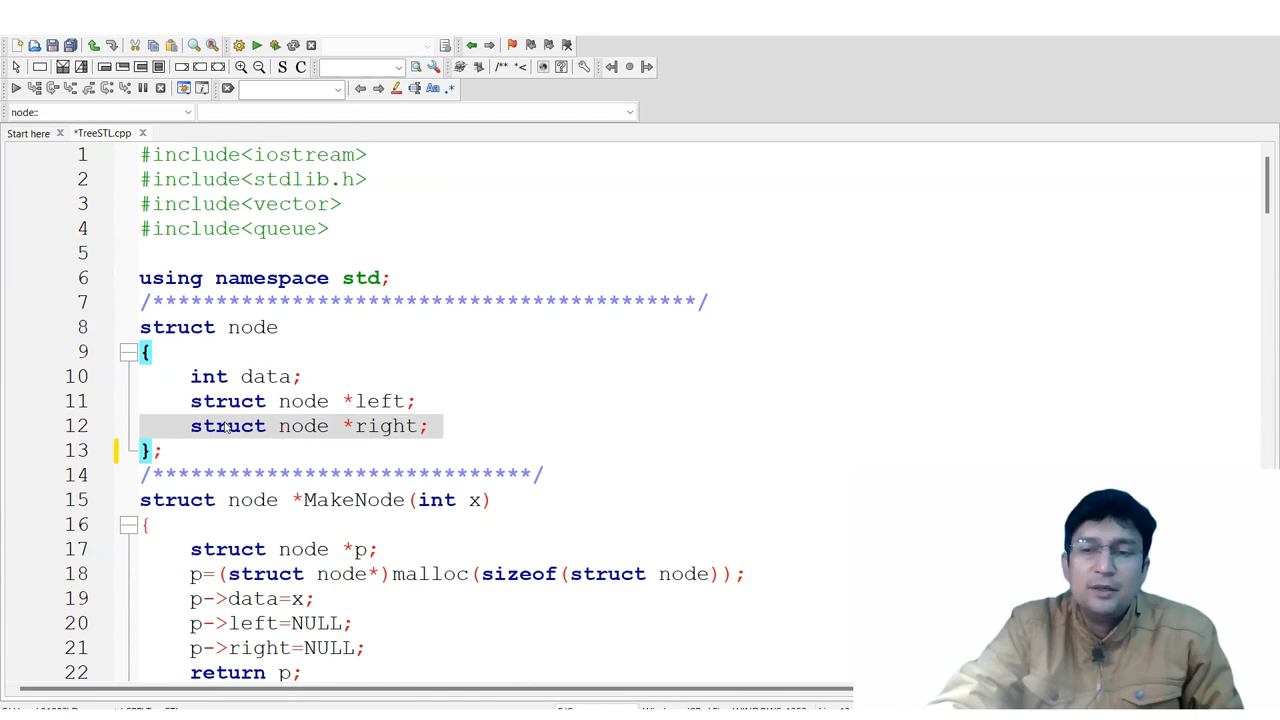 node::
Start here
*TreeSTL.cpp
1 #include<iostream>
2 #include<stdlib.h>
3 #include<vector>
4 #include<queue>
5
6 using namespace std;
7 /*******************************************/
8 struct node
9 {
10 int data;
11 struct node *left;
12 struct node *right;
13 };
14 /******************************/
15 struct node *MakeNode(int x)
16 {
17 struct node *p;
18 p=(struct node*)malloc(sizeof(struct node));
19 p->data=x;
20 p->left=NULL;
21 p->right=NULL;
22 return p;